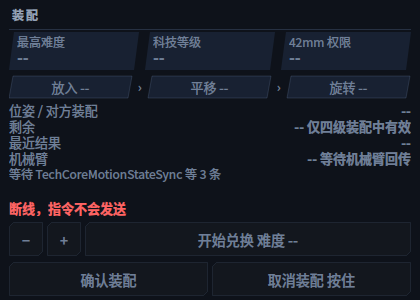 装配
最高难度 科技等级 42mm 权限
-- -- --
放入 -- › 平移 -- › 旋转 --
位姿 / 对方装配 --
剩余 -- 仅四级装配中有效
最近结果 --
机械臂 -- 等待机械臂回传
等待 TechCoreMotionStateSync 等 3 条
断线，指令不会发送
− + 开始兑换 难度 --
确认装配 取消装配 按住